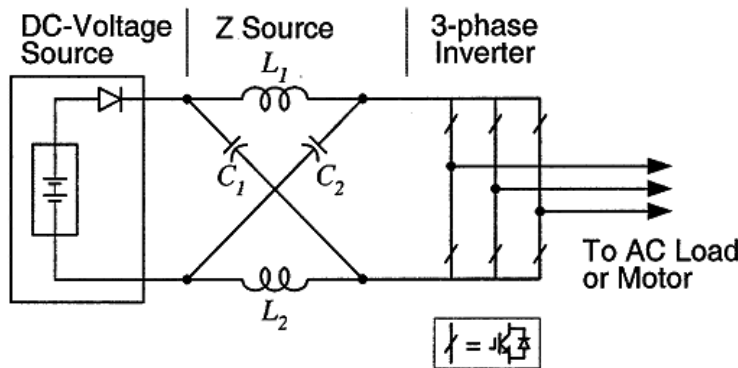 DC-Voltage
Source
Z Source
3-phase
Inverter
L1
C1
C2
L2
To AC Load
or Motor
=